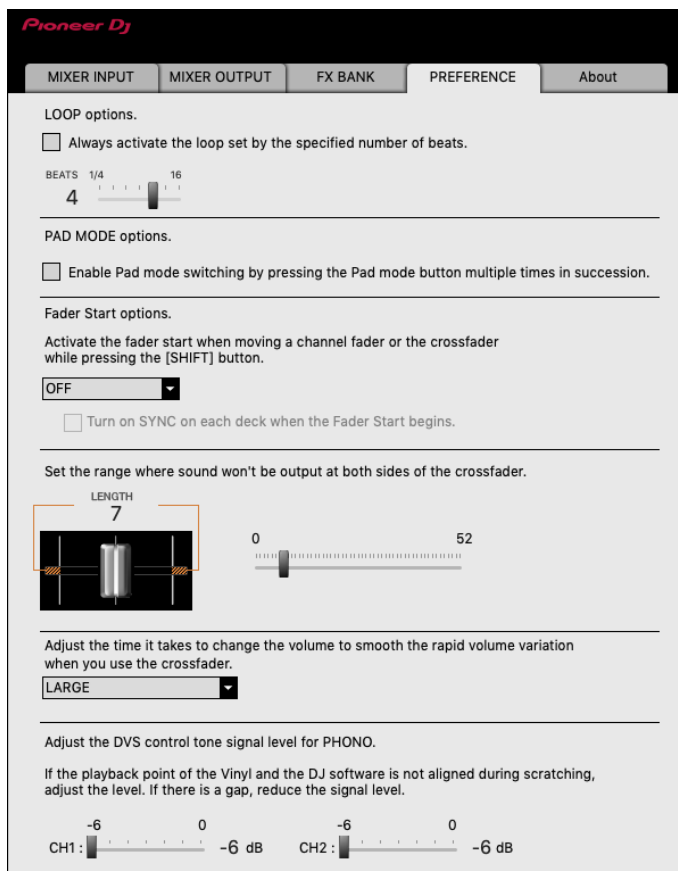 Pioneer Dj
MIXER INPUT MIXER OUTPUT FX BANK PREFERENCE About
LOOP options.
Always activate the loop set by the specified number of beats.
BEATS 1/4 16
4
PAD MODE options.
Enable Pad mode switching by pressing the Pad mode button multiple times in succession.
Fader Start options.
Activate the fader start when moving a channel fader or the crossfader
while pressing the [SHIFT] button.
OFF
Turn on SYNC on each deck when the Fader Start begins.
Set the range where sound won't be output at both sides of the crossfader.
LENGTH
7
0 52
Adjust the time it takes to change the volume to smooth the rapid volume variation
when you use the crossfader.
LARGE
Adjust the DVS control tone signal level for PHONO.
If the playback point of the Vinyl and the DJ software is not aligned during scratching,
adjust the level. If there is a gap, reduce the signal level.
-6 0 -6 0
CH1 : -6 dB CH2 : -6 dB